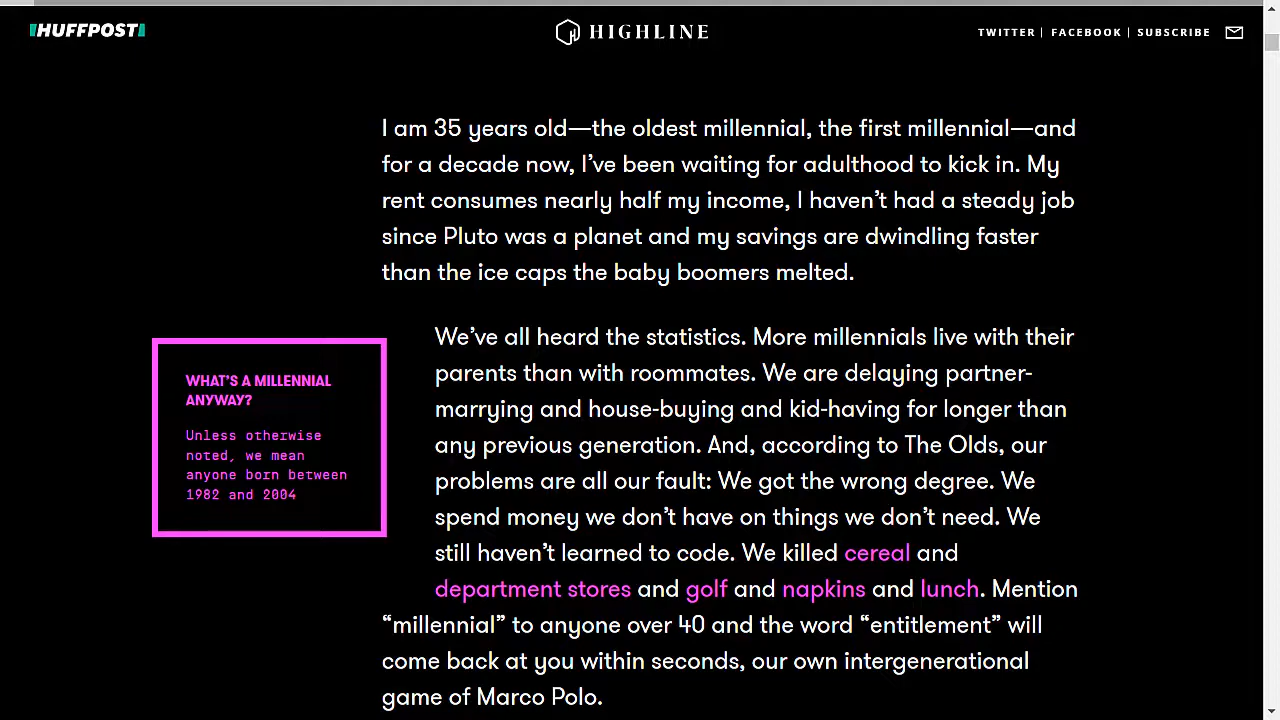 HUFFPOST
HIGHLINE
TWITTER | FACEBOOK | SUBSCRIBE
I am 35 years old—the oldest millennial, the first millennial—and
for a decade now, I’ve been waiting for adulthood to kick in. My
rent consumes nearly half my income, I haven’t had a steady job
since Pluto was a planet and my savings are dwindling faster
than the ice caps the baby boomers melted.
WHAT’S A MILLENNIAL
ANYWAY?
Unless otherwise
noted, we mean
anyone born between
1982 and 2004
We’ve all heard the statistics. More millennials live with their
parents than with roommates. We are delaying partner-
marrying and house-buying and kid-having for longer than
any previous generation. And, according to The Olds, our
problems are all our fault: We got the wrong degree. We
spend money we don’t have on things we don’t need. We
still haven’t learned to code. We killed cereal and
department stores and golf and napkins and lunch. Mention
“millennial” to anyone over 40 and the word “entitlement” will
come back at you within seconds, our own intergenerational
game of Marco Polo.